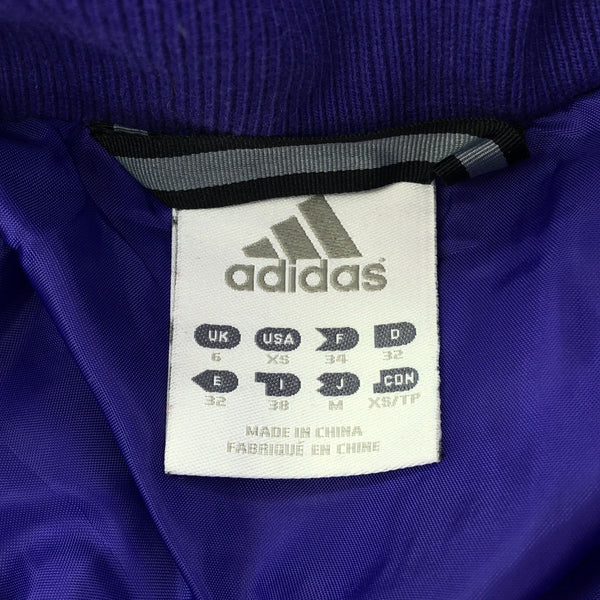 adidas
UK USA F D
6 XS 34 32
E I J CDN
32 38 M XS/TP
MADE IN CHINA
FABRIQUÉ EN CHINE